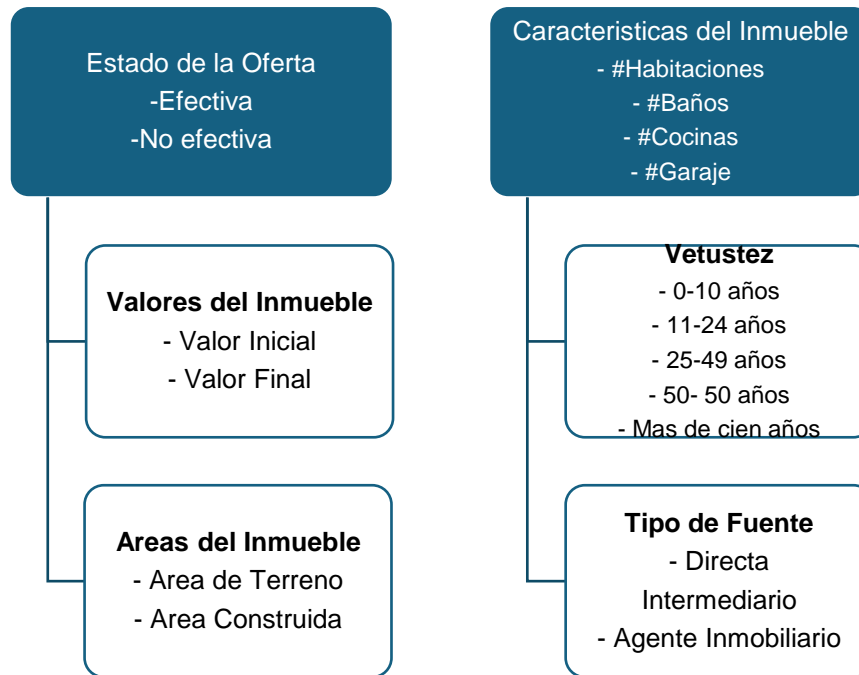 Estado de la Oferta
-Efectiva
-No efectiva
Valores del Inmueble
- Valor Inicial
- Valor Final
Areas del Inmueble
- Area de Terreno
- Area Construida
Caracteristicas del Inmueble
- #Habitaciones
- #Baños
- #Cocinas
- #Garaje
Vetustez
- 0-10 años
- 11-24 años
- 25-49 años
- 50- 50 años
- Mas de cien años
Tipo de Fuente
- Directa
Intermediario
- Agente Inmobiliario